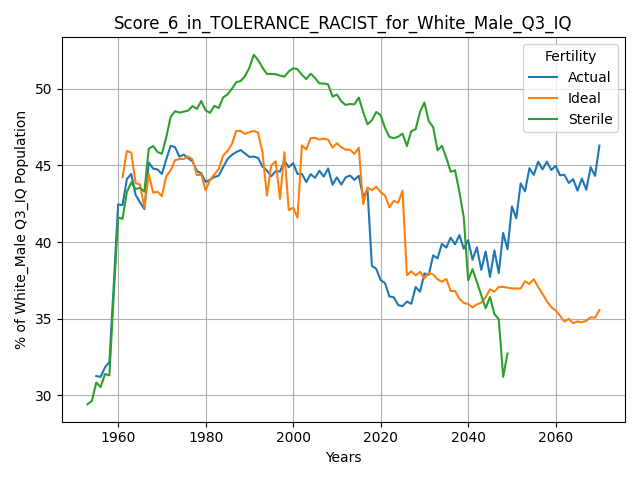 Score_6_in_TOLERANCE_RACIST_for_White_Male_Q3_IQ
Fertility
Actual
Ideal
Sterile
% of White_Male Q3_IQ Population
50
45
40
35
30
1960 1980 2000 2020 2040 2060
Years